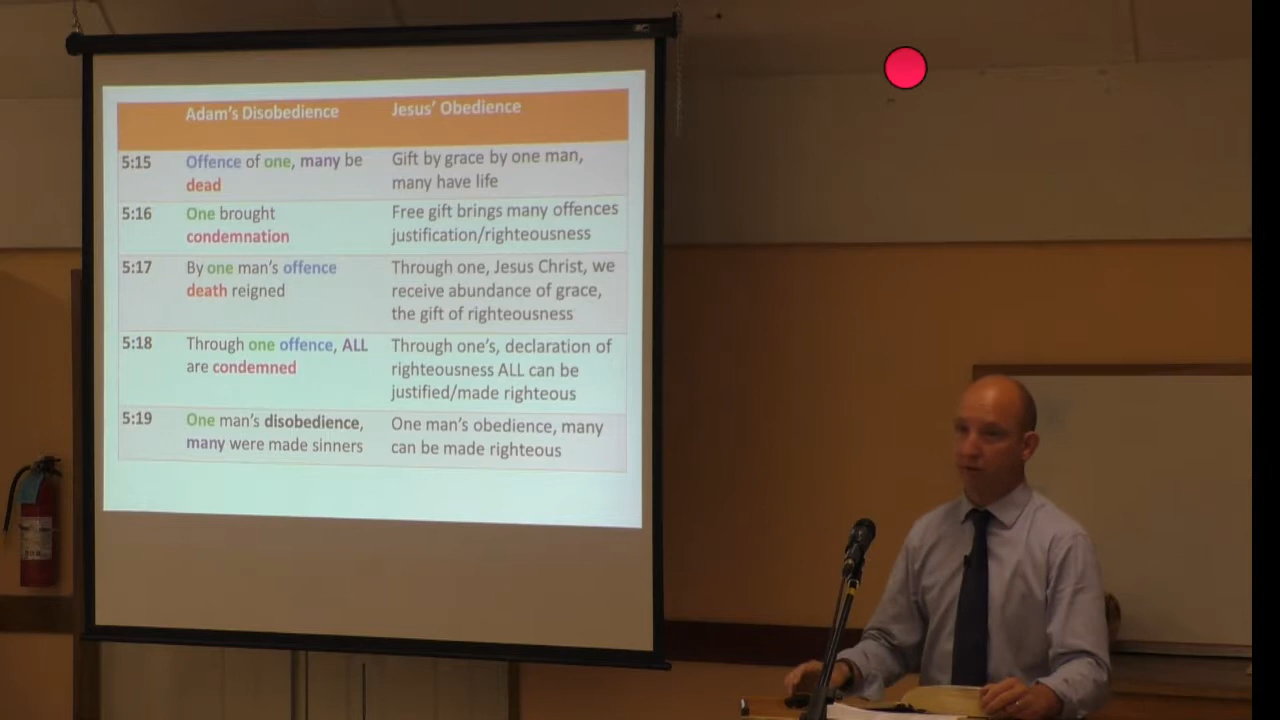 Adam's Disobedience Jesus' Obedience
5:15 Offence of one, many be Gift by grace by one man,
dead many have life
5:16 One brought Free gift brings many offences
condemnation justification/righteousness
5:17 By one man's offence Through one, Jesus Christ, we
death reigned receive abundance of grace,
the gift of righteousness
5:18 Through one offence, ALL Through one's, declaration of
are condemned righteousness ALL can be
justified/made righteous
5:19 One man's disobedience, One man's obedience, many
many were made sinners can be made righteous